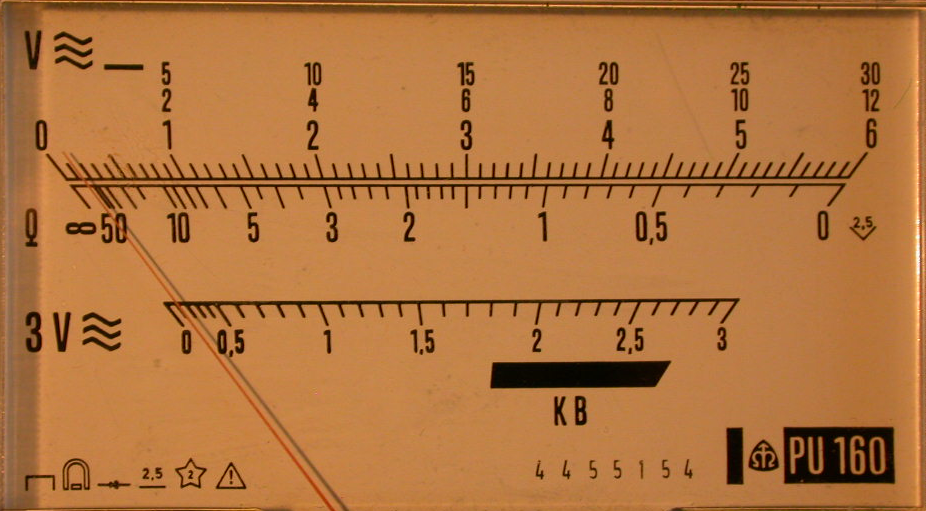 V
5 10 15 20 25 30
2 4 6 8 10 12
0 1 2 3 4 5 6
Ω ∞ 50 10 5 3 2 1 0,5 0 2,5
3 V 0 0,5 1 1,5 2 2,5 3
KB
2,5 2
4 4 5 5 1 5 4
PU 160